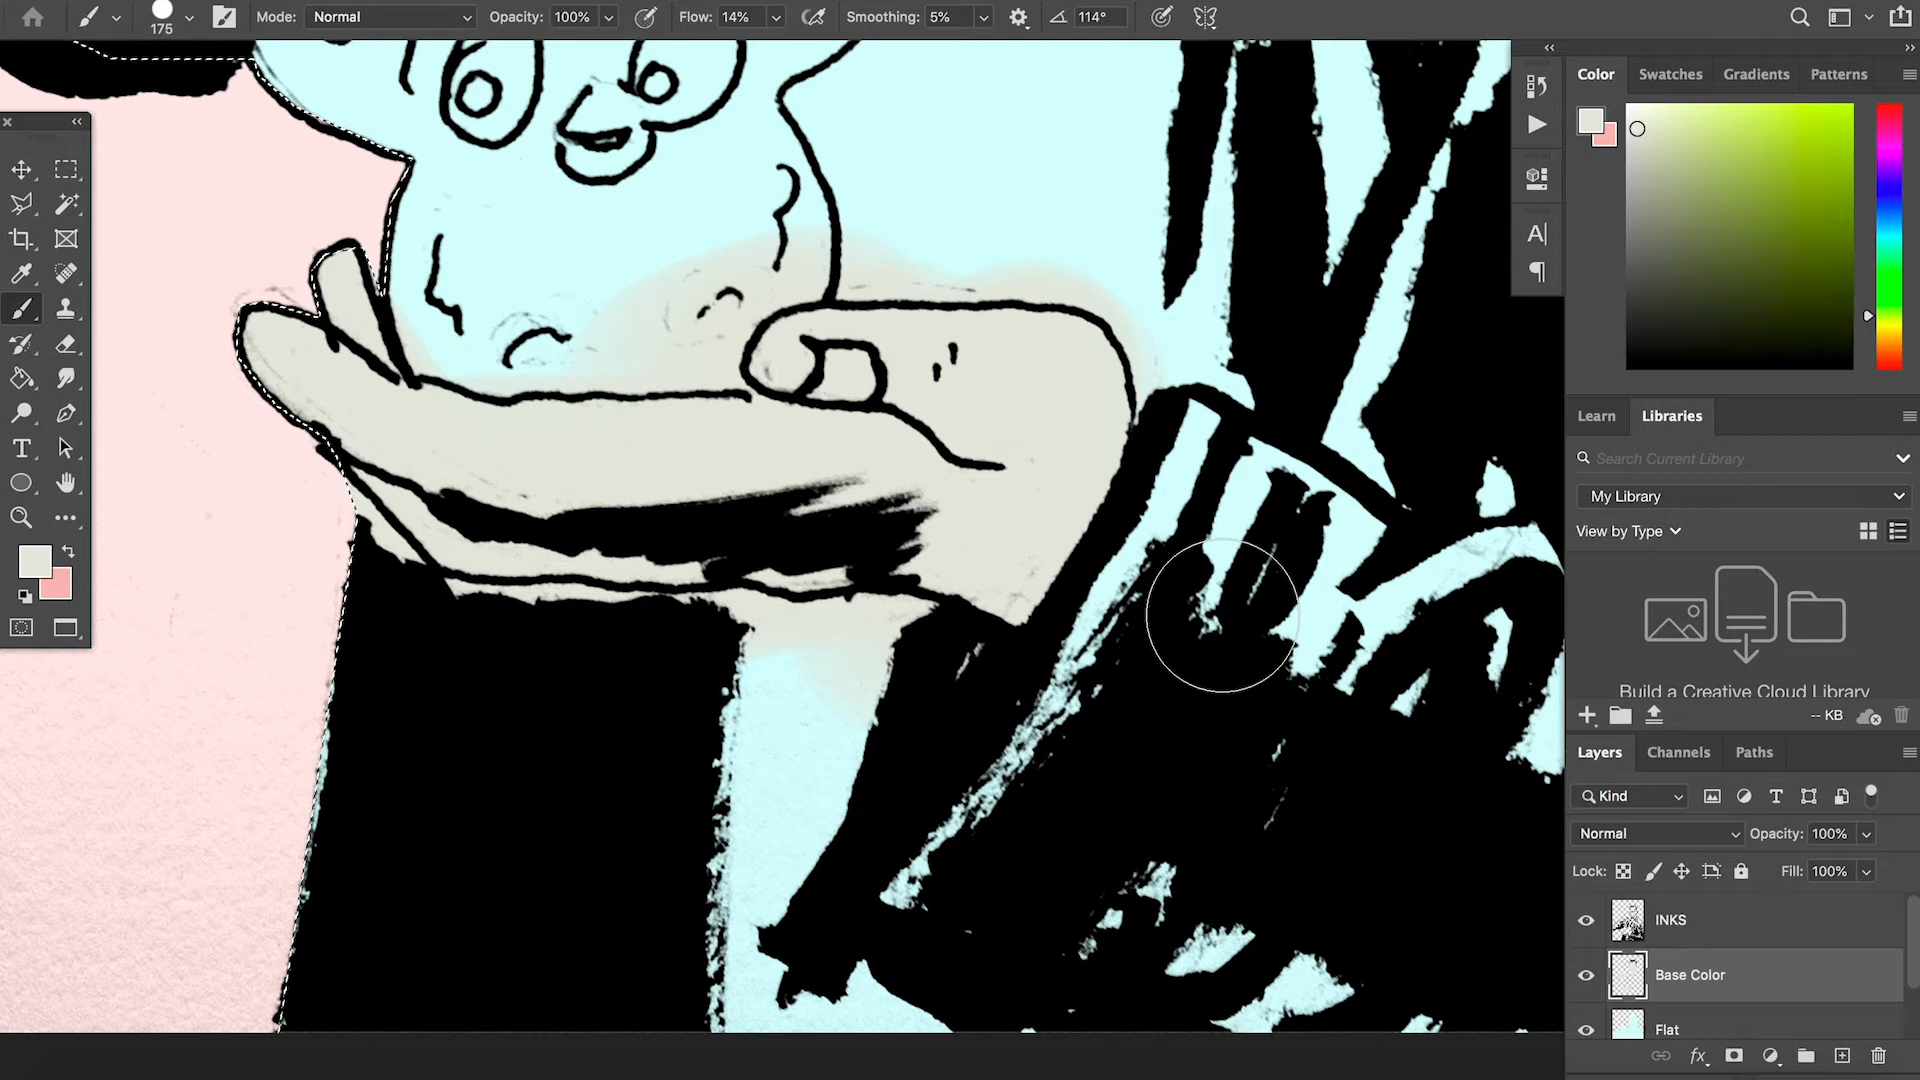 Mode: Normal Opacity: 100% Flow: 14% Smoothing: 5% 114°
175
Color Swatches Gradients Patterns
Learn Libraries
Search Current Library
My Library
View by Type
Build a Creative Cloud Library
-- KB
Layers Channels Paths
Kind
Normal Opacity: 100%
Lock: Fill: 100%
INKS
Base Color
Flat